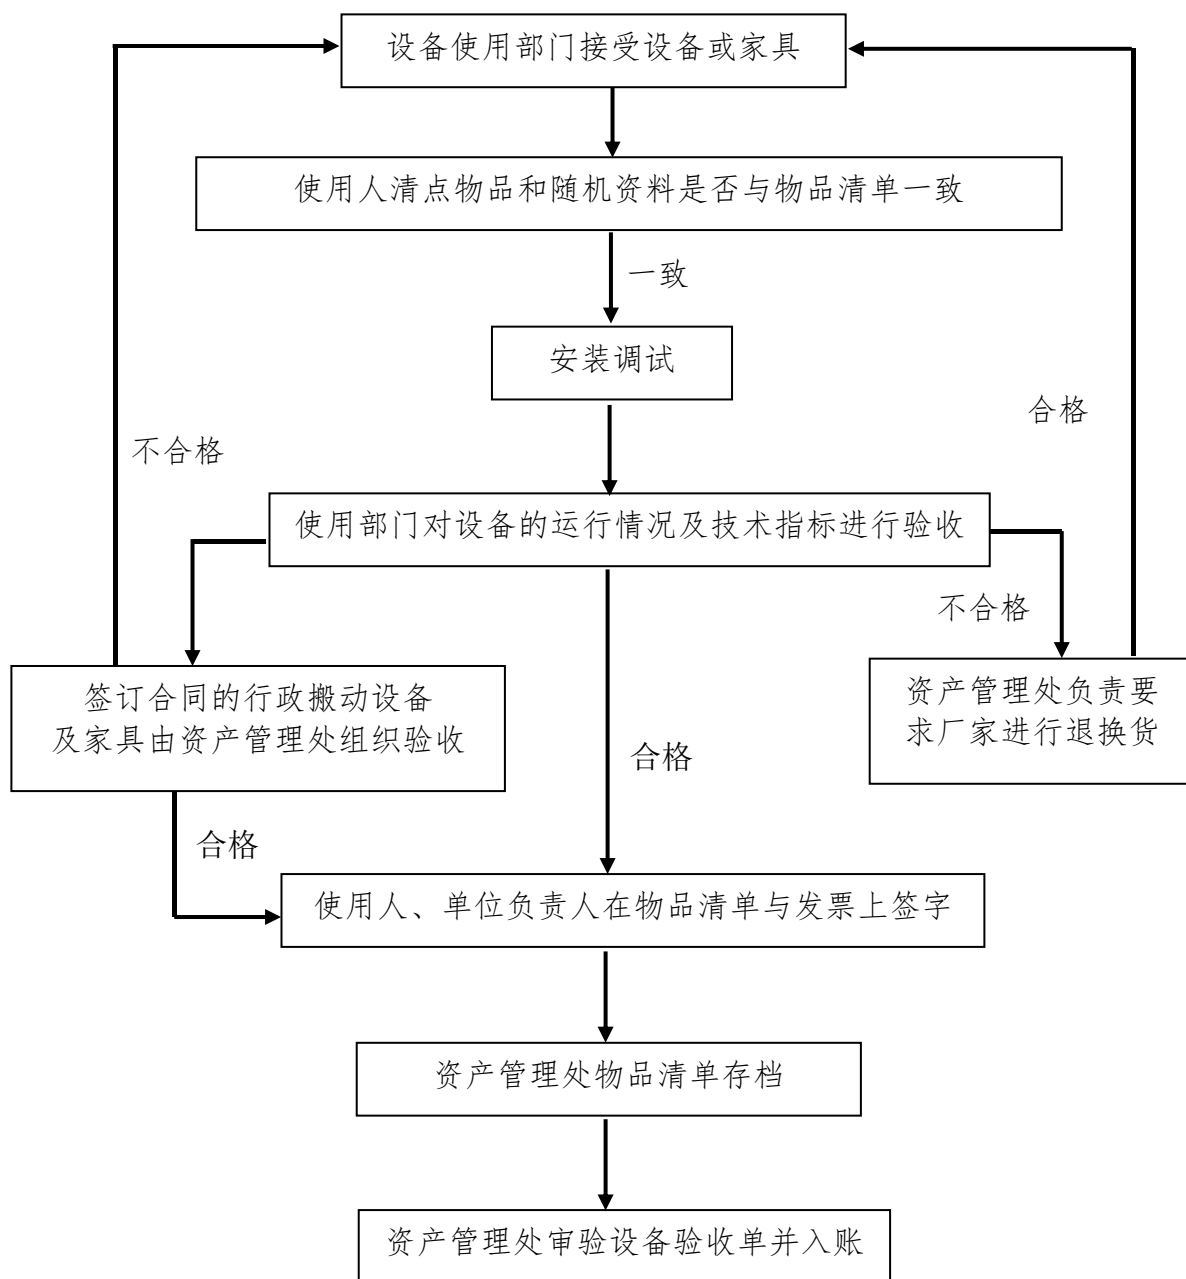 设备使用部门接受设备或家具
使用人清点物品和随机资料是否与物品清单一致
一致
安装调试
合格
不合格
使用部门对设备的运行情况及技术指标进行验收
不合格
签订合同的行政搬动设备
及家具由资产管理处组织验收
资产管理处负责要
求厂家进行退换货
合格
合格
使用人、单位负责人在物品清单与发票上签字
资产管理处物品清单存档
资产管理处审验设备验收单并入账